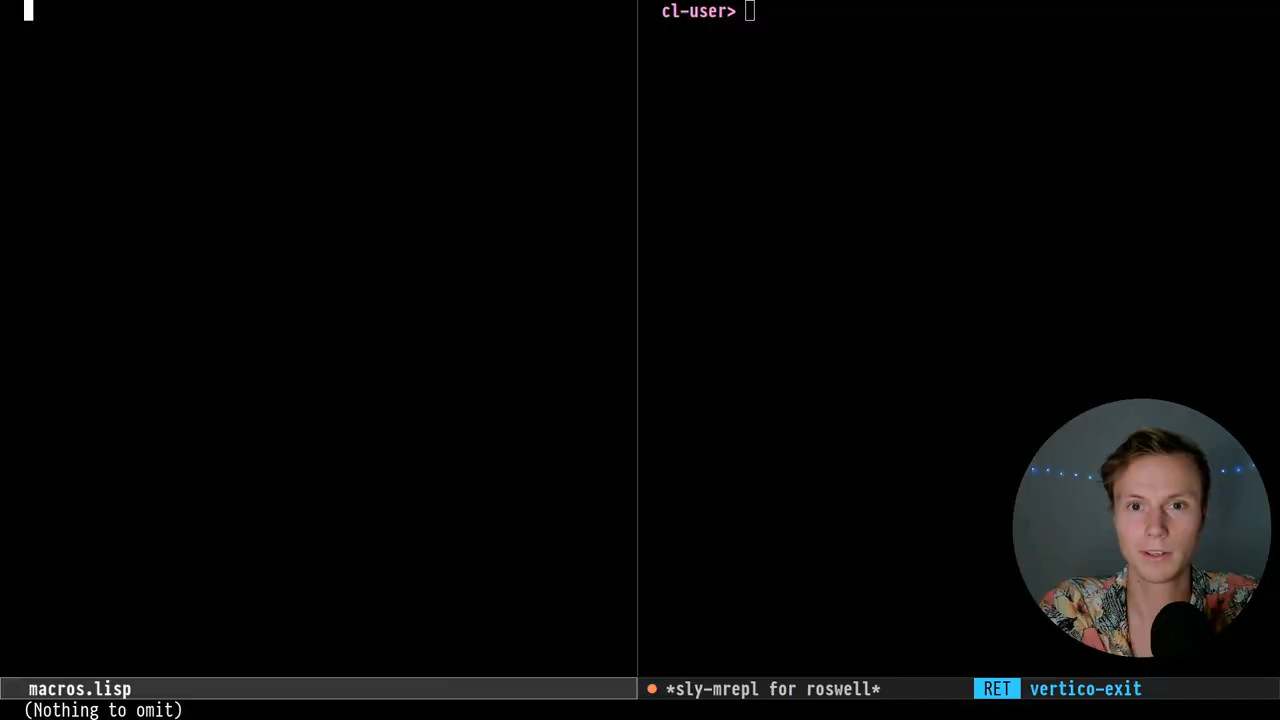 cl-user>
macros.lisp
*sly-mrepl for roswell*
RET vertico-exit
(Nothing to omit)